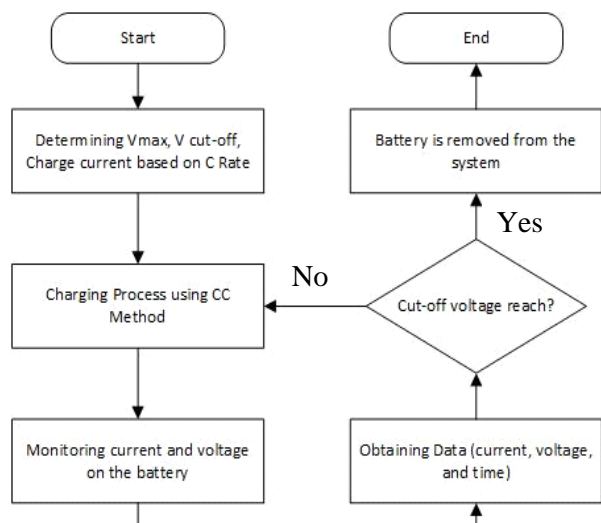 Start
Determining Vmax, V cut-off,
Charge current based on C Rate
Charging Process using CC
Method
Monitoring current and voltage
on the battery
Obtaining Data (current, voltage,
and time)
Cut-off voltage reach?
No
Yes
Battery is removed from the
system
End